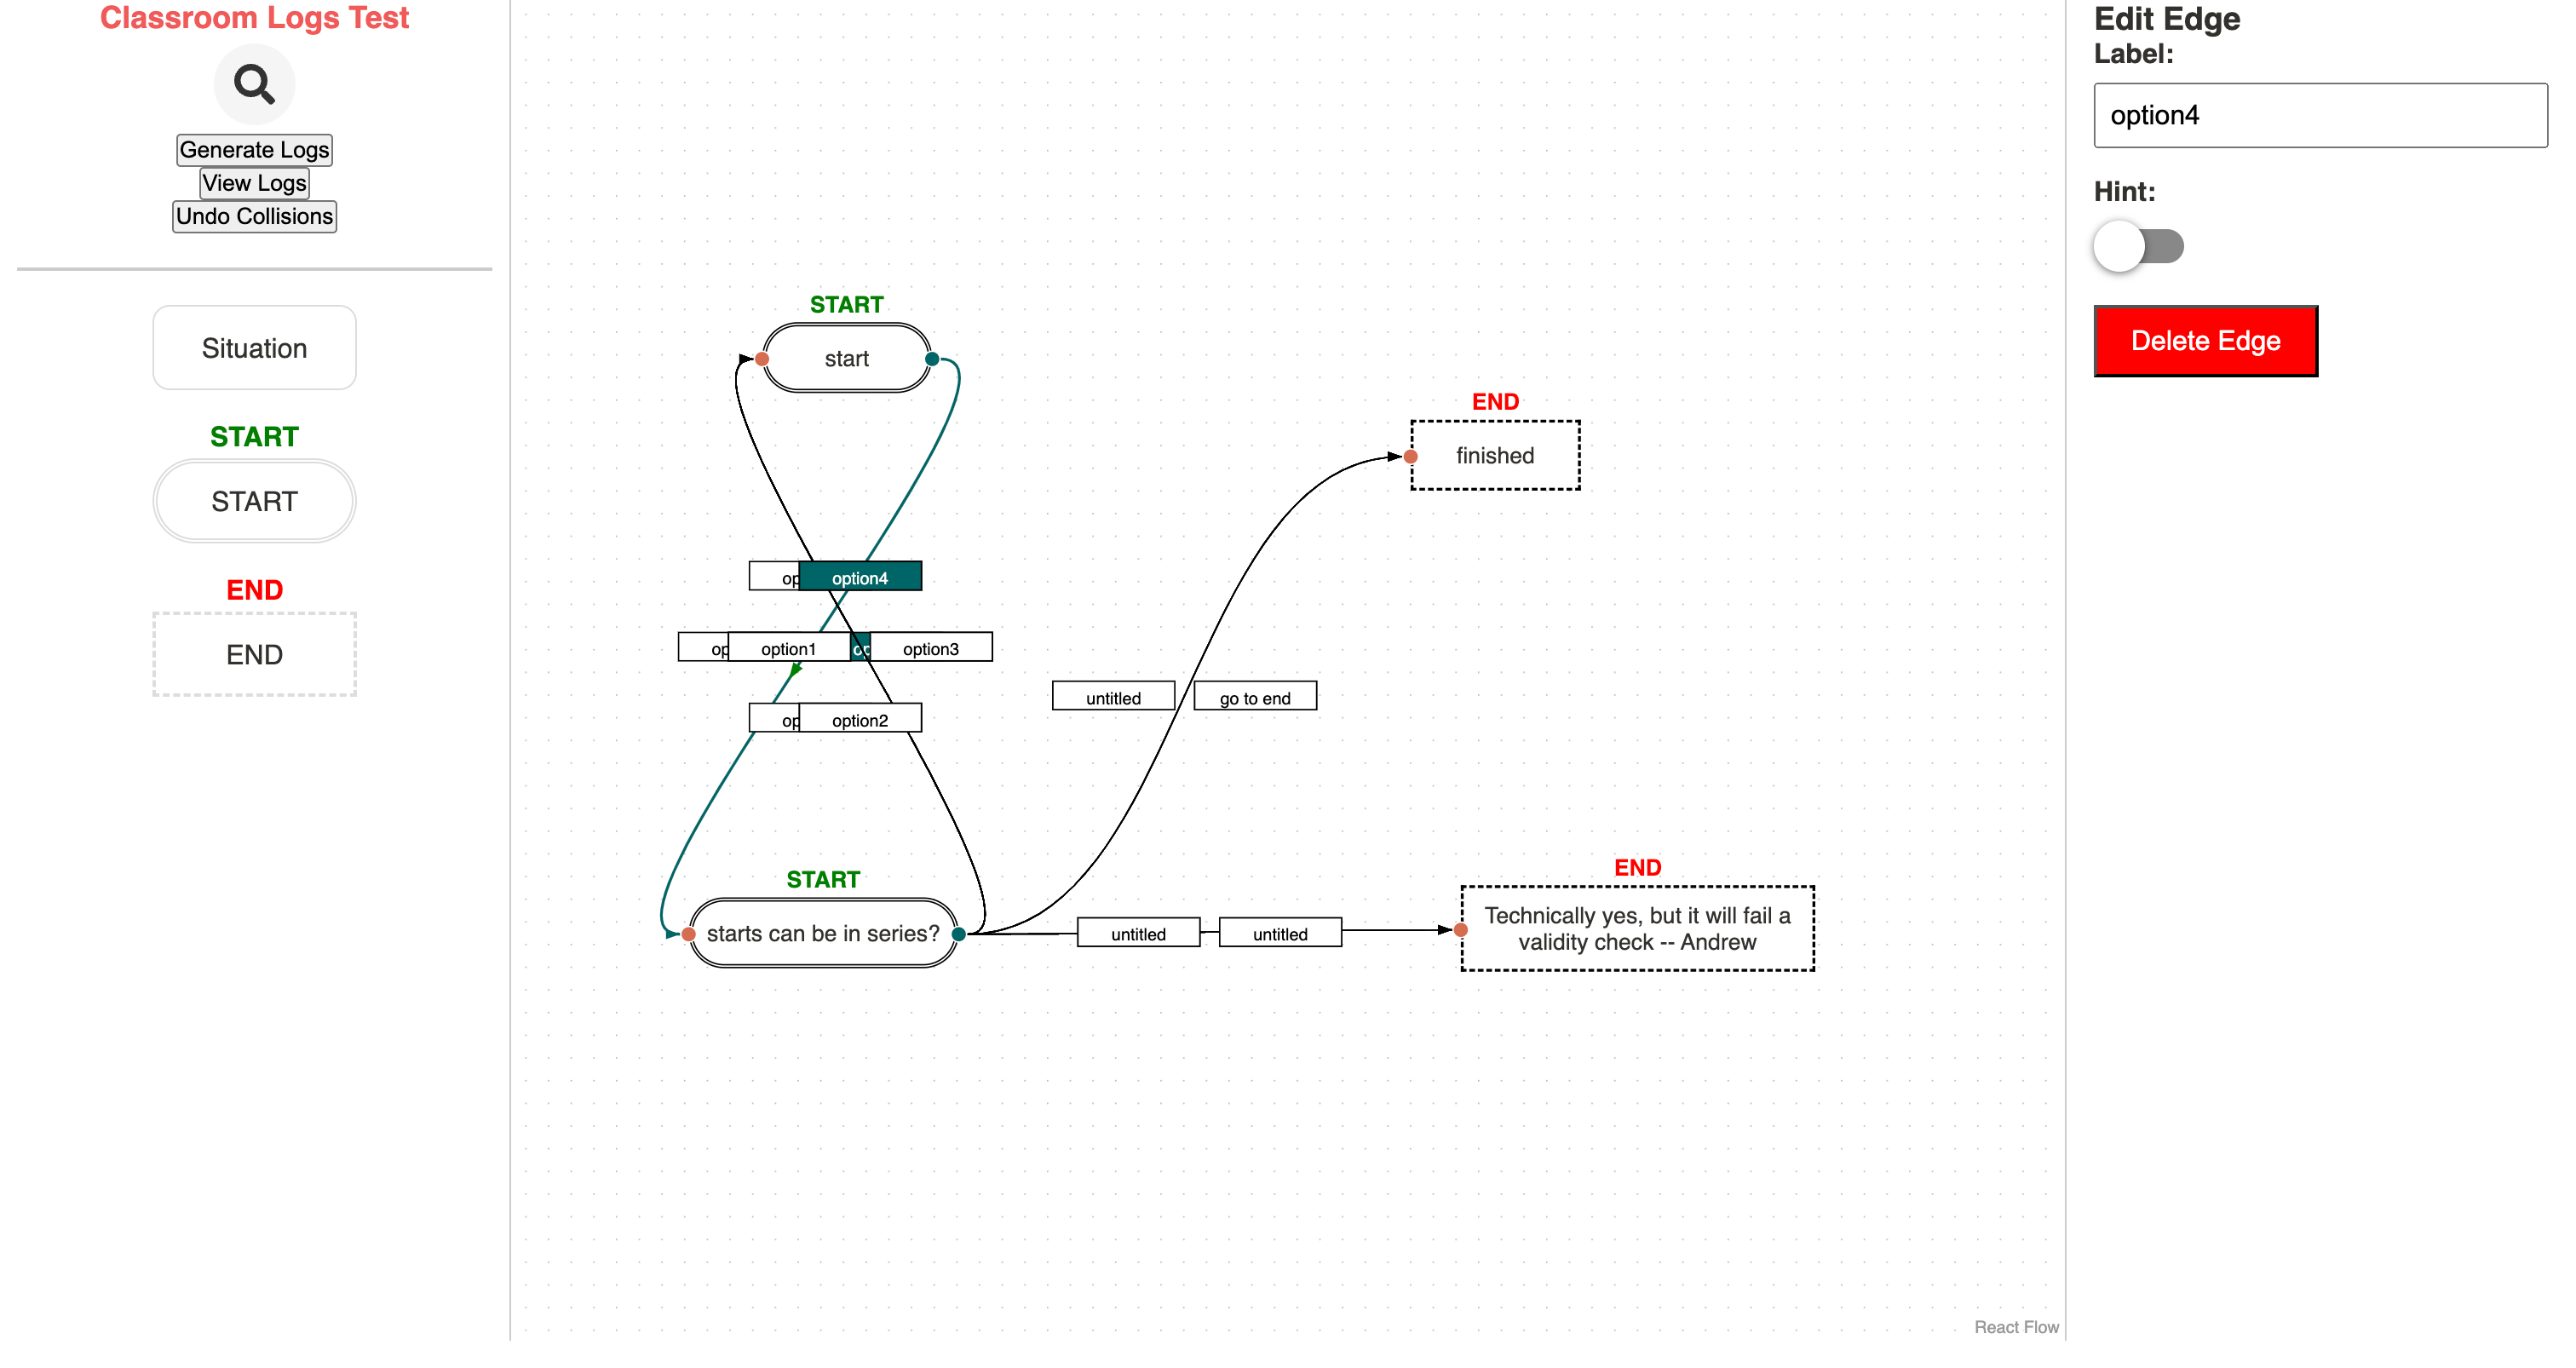 Classroom Logs Test
Generate Logs
View Logs
Undo Collisions
Situation
START
START
END
END
START
start
END
finished
op
option4
op
option1
op
option3
untitled
go to end
op
option2
START
starts can be in series?
untitled
untitled
END
Technically yes, but it will fail a
validity check -- Andrew
React Flow
Edit Edge
Label:
option4
Hint:
Delete Edge